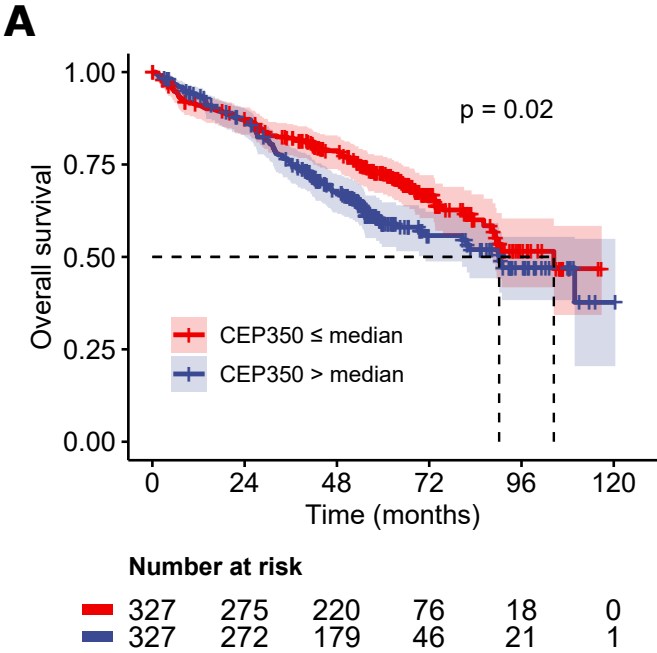 A
1.00
0.75
0.50
0.25
0.00
Overall survival
p = 0.02
CEP350 ≤ median
CEP350 > median
0 24 48 72 96 120
Time (months)
Number at risk
327 275 220 76 18 0
327 272 179 46 21 1